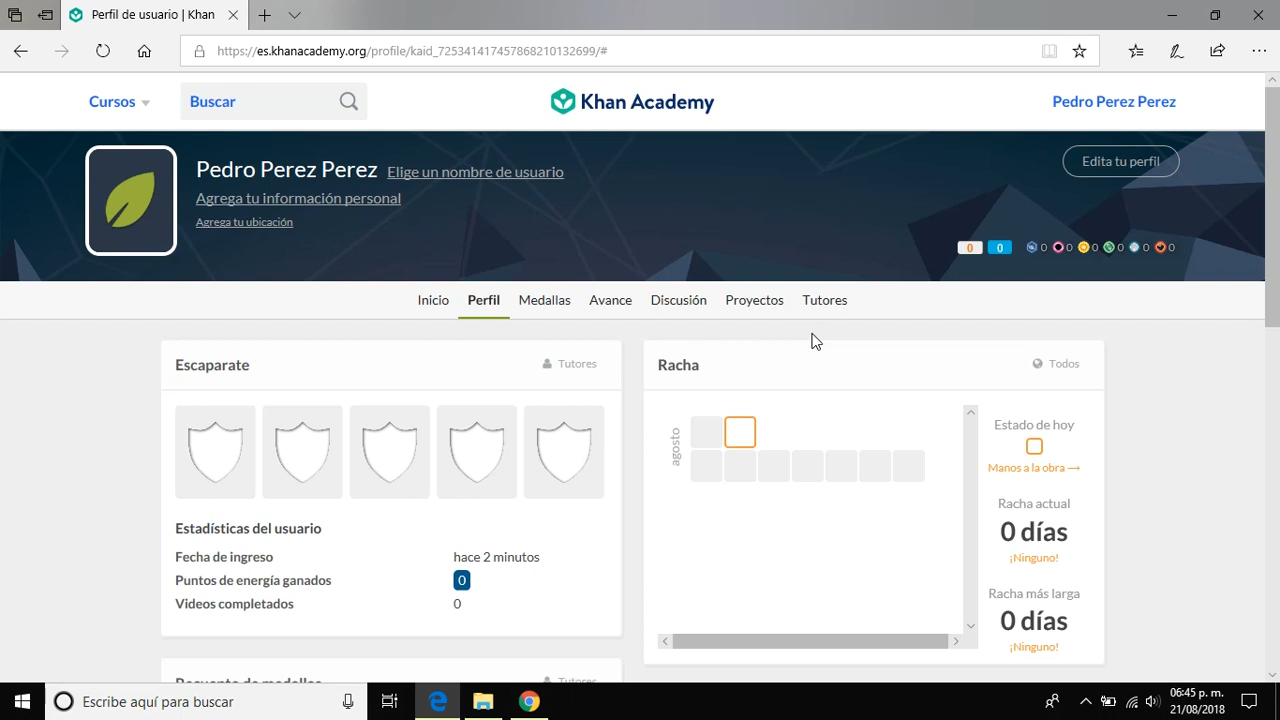 Perfil de usuario | Khan
https://es.khanacademy.org/profile/kaid_725341417457868210132699/#
Cursos
Buscar
Khan Academy
Pedro Perez Perez
Pedro Perez Perez
Elige un nombre de usuario
Edita tu perfil
Agrega tu información personal
Agrega tu ubicación
0 0 0 0 0 0 0 0
Inicio Perfil Medallas Avance Discusión Proyectos Tutores
Escaparate
Tutores
Estadísticas del usuario
Fecha de ingreso hace 2 minutos
Puntos de energía ganados 0
Videos completados 0
Racha
Todos
agosto
Estado de hoy
Manos a la obra →
Racha actual
0 días
¡Ninguno!
Racha más larga
0 días
¡Ninguno!
Recuento de medallas
Tutores
Escribe aquí para buscar
06:45 p. m.
21/08/2018